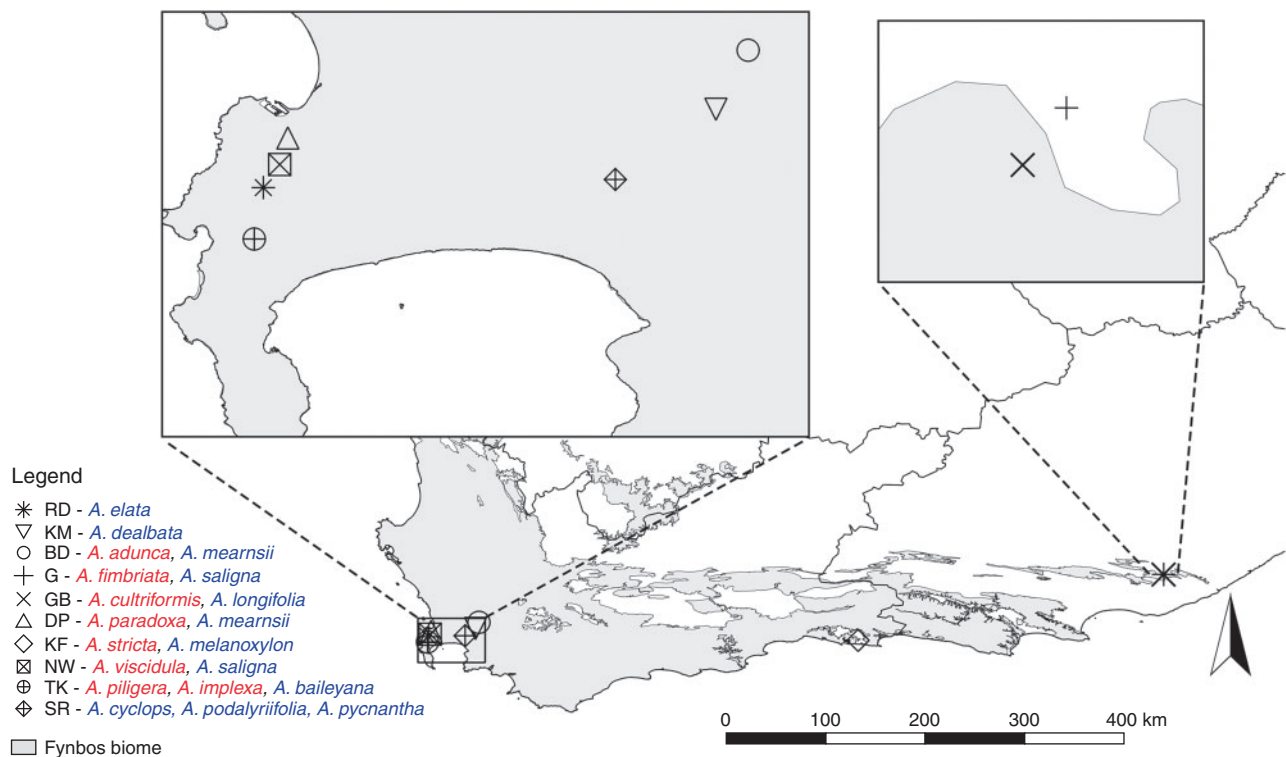 Legend
RD - A. elata
KM - A. dealbata
BD - A. adunca, A. mearnsii
G - A. fimbriata, A. saligna
GB - A. cultriformis, A. longifolia
DP - A. paradoxa, A. mearnsii
KF - A. stricta, A. melanoxylon
NW - A. viscidula, A. saligna
TK - A. piligera, A. implexa, A. baileyana
SR - A. cyclops, A. podalyriifolia, A. pycnantha
Fynbos biome
0 100 200 300 400 km